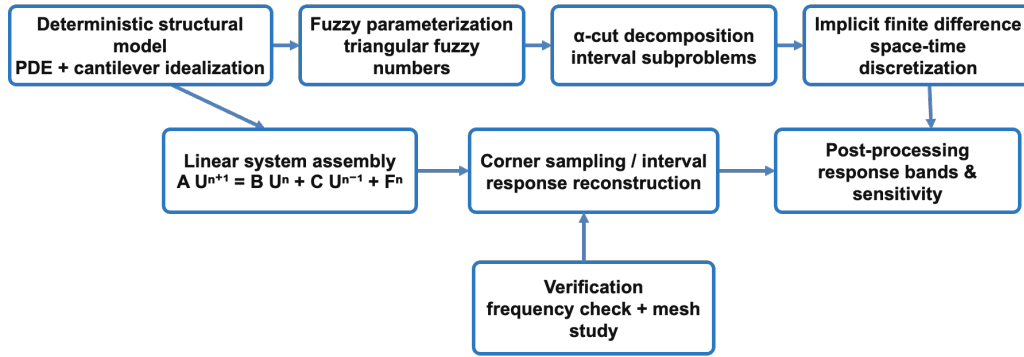 Deterministic structural
model
PDE + cantilever idealization
Fuzzy parameterization
triangular fuzzy
numbers
α-cut decomposition
interval subproblems
Implicit finite difference
space-time
discretization
Linear system assembly
A Uⁿ⁺¹ = B Uⁿ + C Uⁿ⁻¹ + Fⁿ
Corner sampling / interval
response reconstruction
Post-processing
response bands &
sensitivity
Verification
frequency check + mesh
study